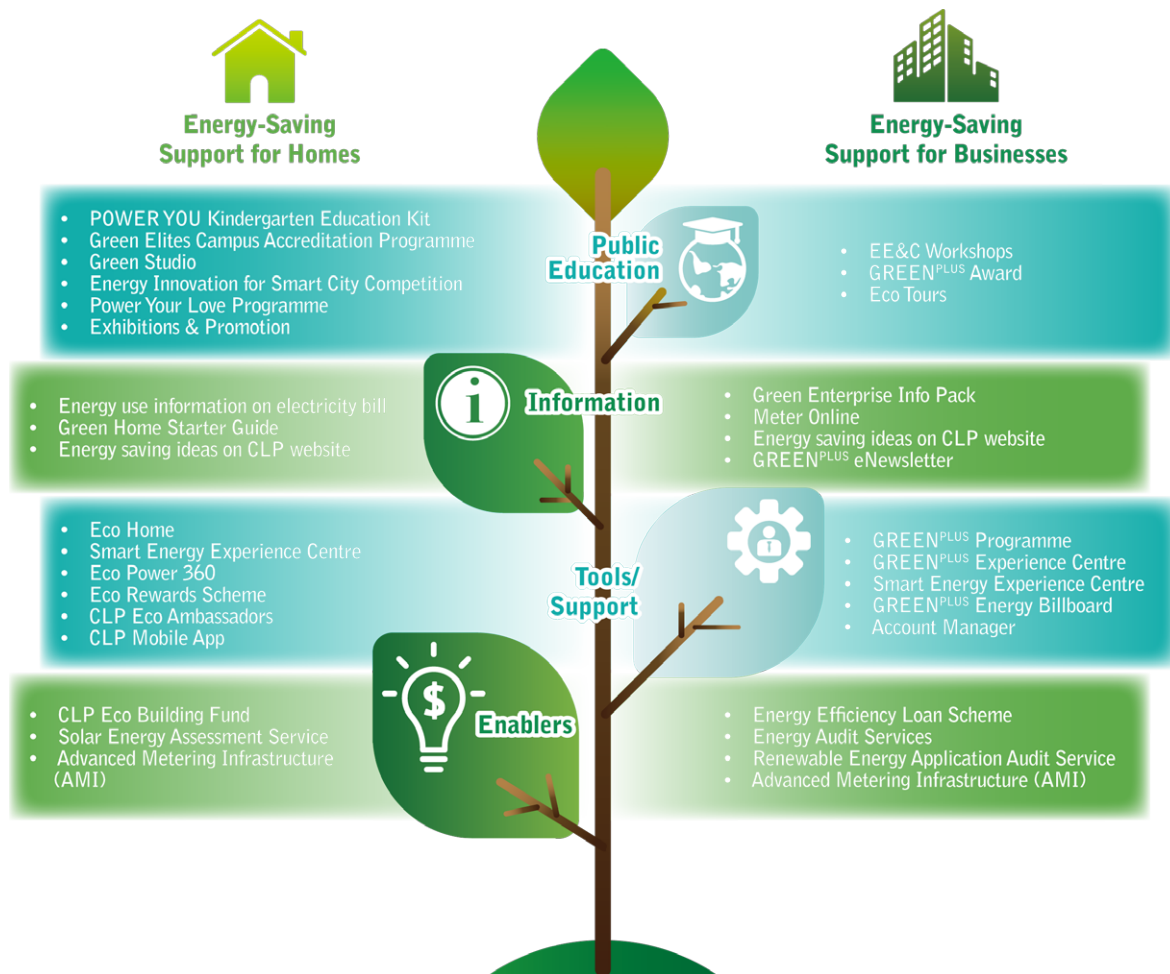 Energy-Saving
Support for Homes
Energy-Saving
Support for Businesses
• POWER YOU Kindergarten Education Kit
• Green Elites Campus Accreditation Programme
• Green Studio
• Energy Innovation for Smart City Competition
• Power Your Love Programme
• Exhibitions & Promotion
Public
Education
• EE&C Workshops
• GREENPLUS Award
• Eco Tours
• Energy use information on electricity bill
• Green Home Starter Guide
• Energy saving ideas on CLP website
i
Information
• Green Enterprise Info Pack
• Meter Online
• Energy saving ideas on CLP website
• GREENPLUS eNewsletter
• Eco Home
• Smart Energy Experience Centre
• Eco Power 360
• Eco Rewards Scheme
• CLP Eco Ambassadors
• CLP Mobile App
Tools/
Support
• GREENPLUS Programme
• GREENPLUS Experience Centre
• Smart Energy Experience Centre
• GREENPLUS Energy Billboard
• Account Manager
• CLP Eco Building Fund
• Solar Energy Assessment Service
• Advanced Metering Infrastructure
(AMI)
$
Enablers
• Energy Efficiency Loan Scheme
• Energy Audit Services
• Renewable Energy Application Audit Service
• Advanced Metering Infrastructure (AMI)